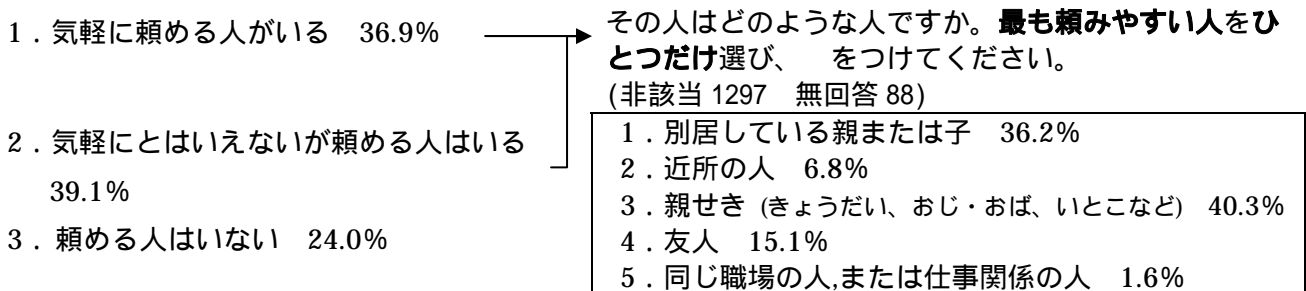 1．気軽に頼める人がいる　36.9%
2．気軽にとはいえないが頼める人はいる
39.1%
3．頼める人はいない　24.0%
その人はどのような人ですか。最も頼みやすい人をひ
とつだけ選び、　をつけてください。
(非該当 1297　無回答 88)
1．別居している親または子　36.2%
2．近所の人　6.8%
3．親せき (きょうだい、おじ・おば、いとこなど)　40.3%
4．友人　15.1%
5．同じ職場の人,または仕事関係の人　1.6%